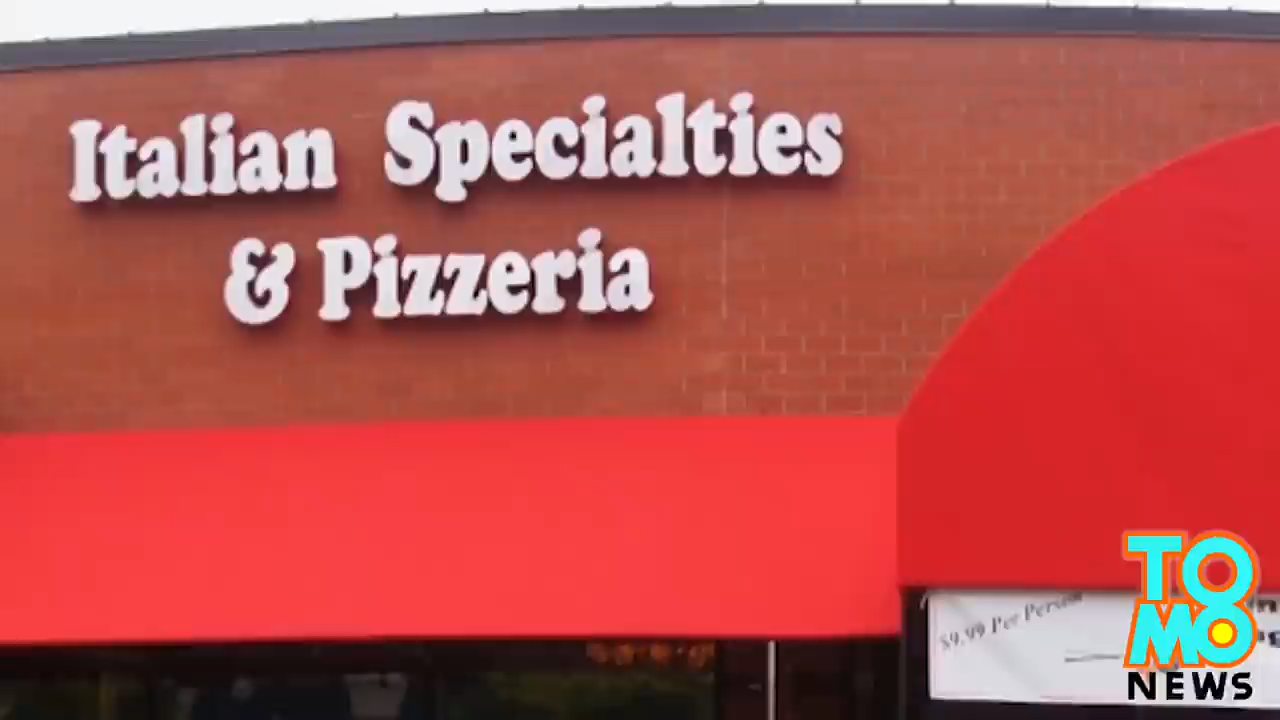 Italian Specialties
& Pizzeria
$9.99 Per Person
TOMO
NEWS